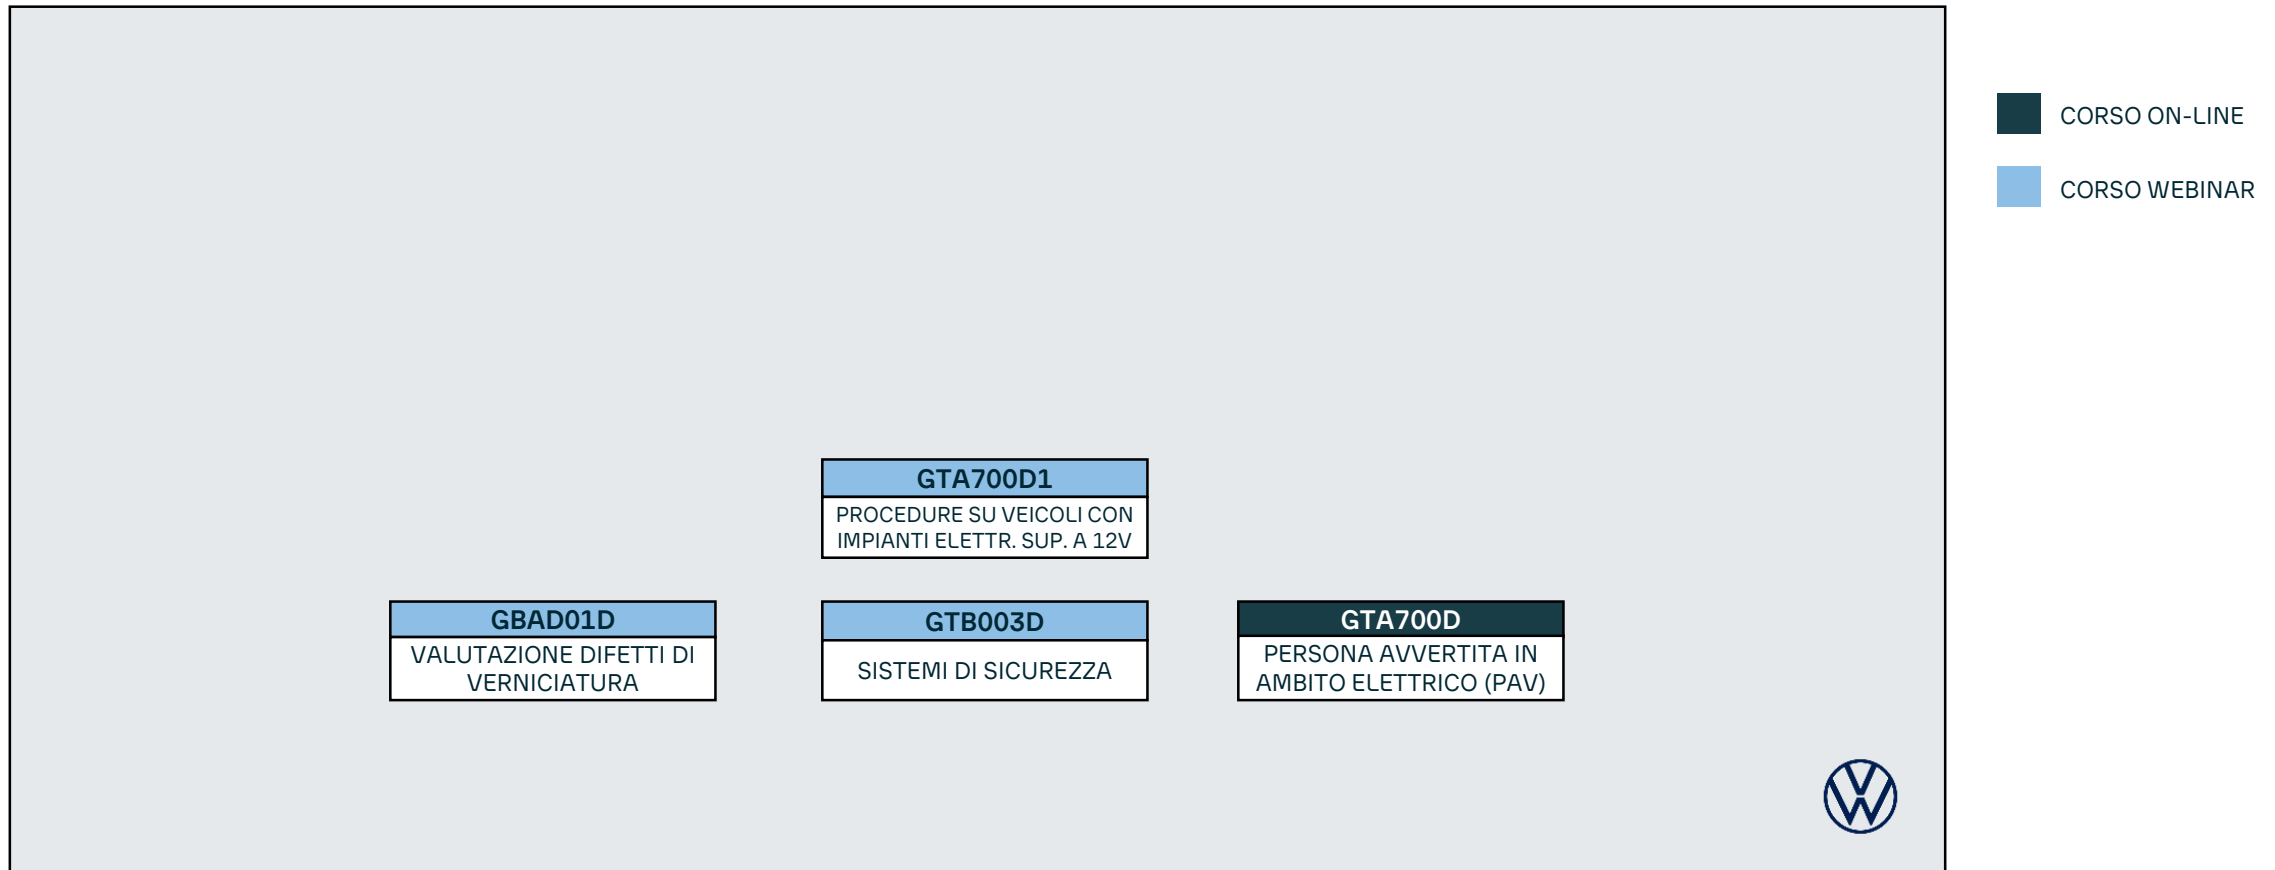 CORSO ON-LINE
CORSO WEBINAR
GTA700D1
PROCEDURE SU VEICOLI CON
IMPIANTI ELETTR. SUP. A 12V
GBAD01D
VALUTAZIONE DIFETTI DI
VERNICIATURA
GTB003D
SISTEMI DI SICUREZZA
GTA700D
PERSONA AVVERTITA IN
AMBITO ELETTRICO (PAV)